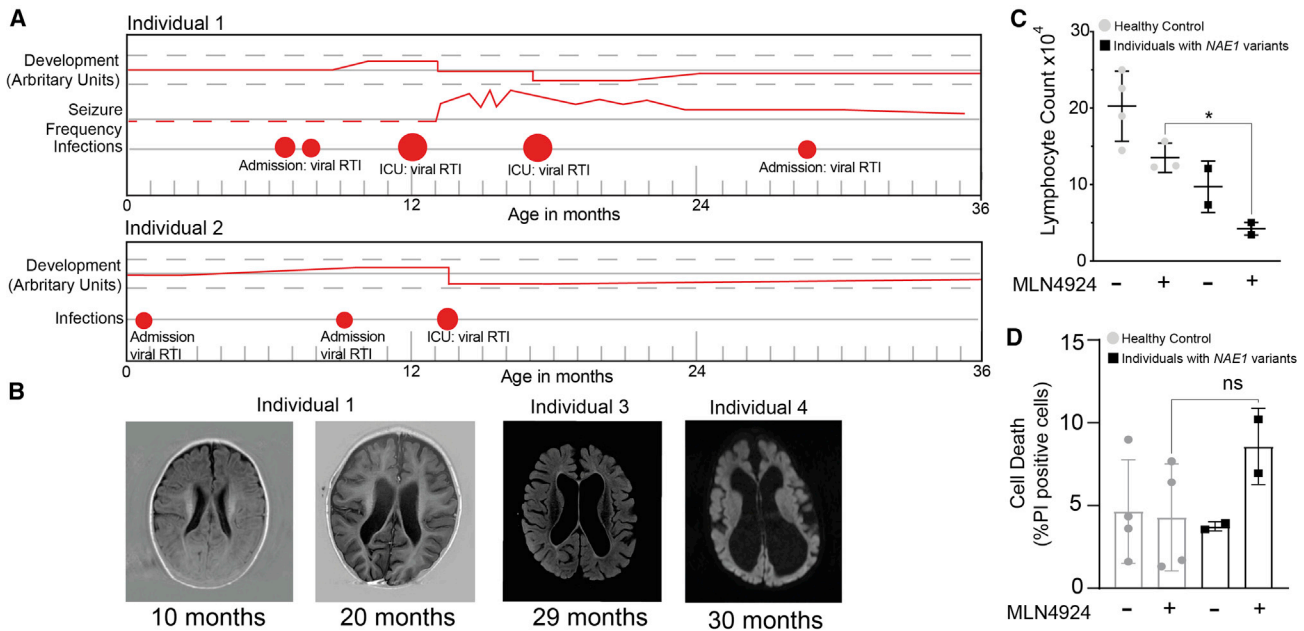 A
Individual 1
Development
(Arbritary Units)
Seizure
Frequency
Infections
Admission: viral RTI
ICU: viral RTI
ICU: viral RTI
Admission: viral RTI
0
12
24
36
Age in months
Individual 2
Development
(Arbritary Units)
Infections
Admission
viral RTI
Admission
viral RTI
ICU: viral RTI
0
12
24
36
Age in months
B
Individual 1
Individual 3
Individual 4
10 months
20 months
29 months
30 months
C
Healthy Control
Individuals with NAE1 variants
Lymphocyte Count x10⁴
30
20
10
0
*
MLN4924
- + - +
D
Healthy Control
Individuals with NAE1 variants
Cell Death
(%PI positive cells)
15
10
5
0
ns
MLN4924
- + - +